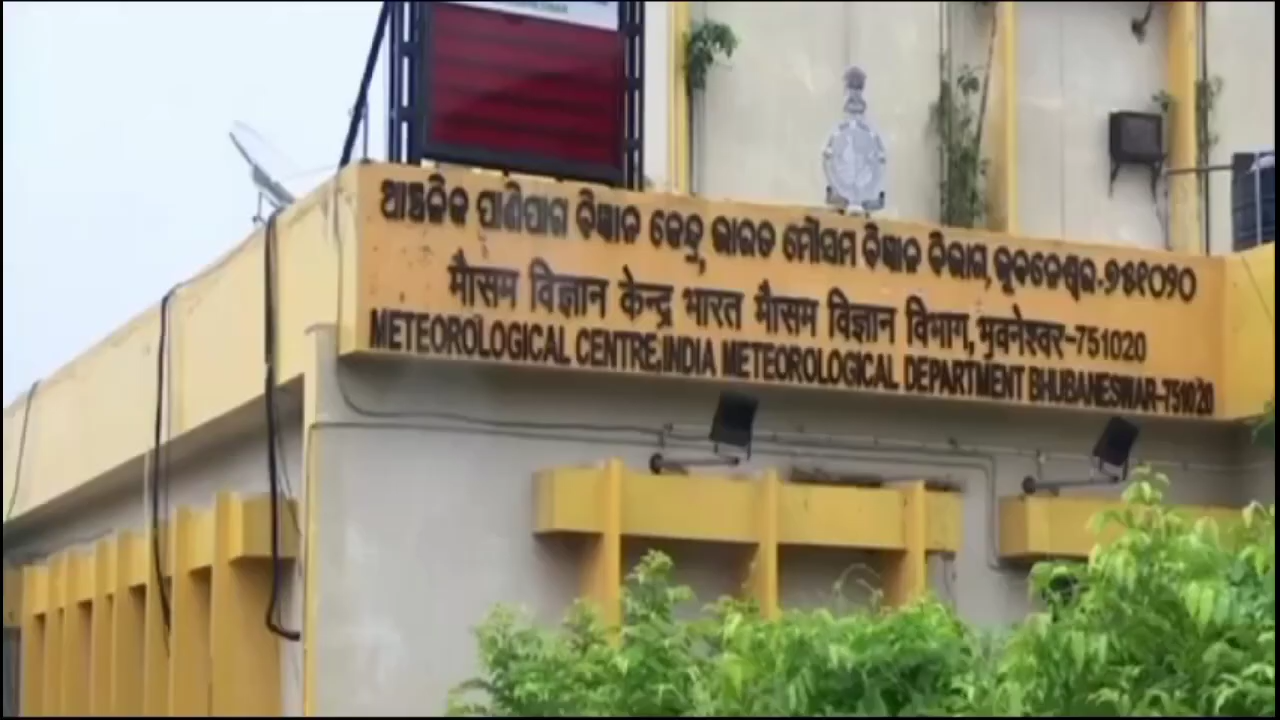 ଆଞ୍ଚଳିକ ପାଣିପାଗ ବିଜ୍ଞାନ କେନ୍ଦ୍ର, ଭାରତ ମୌସମ ବିଜ୍ଞାନ ବିଭାଗ, ଭୁବନେଶ୍ୱର-୭୫୧୦୨୦
मौसम विज्ञान केन्द्र भारत मौसम विज्ञान विभाग, भुवनेश्वर-751020
METEOROLOGICAL CENTRE,INDIA METEOROLOGICAL DEPARTMENT BHUBANESWAR-751020